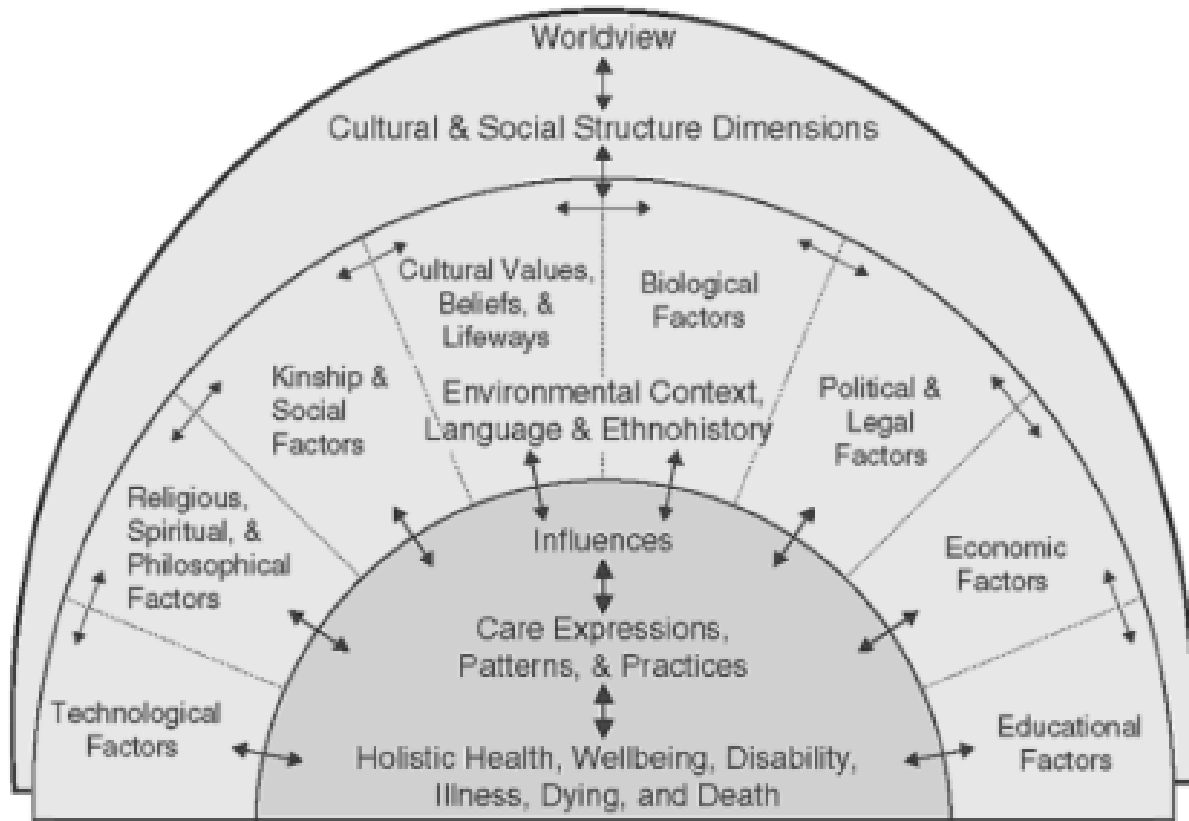 Worldview
Cultural & Social Structure Dimensions
Cultural Values,
Beliefs, &
Lifeways
Biological
Factors
Kinship &
Social
Factors
Environmental Context,
Language & Ethnohistory
Political &
Legal
Factors
Religious,
Spiritual, &
Philosophical
Factors
Influences
Economic
Factors
Care Expressions,
Patterns, & Practices
Technological
Factors
Educational
Factors
Holistic Health, Wellbeing, Disability,
Illness, Dying, and Death